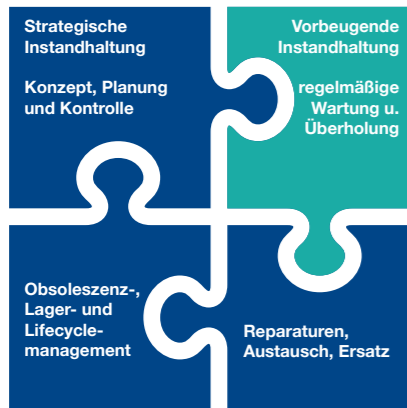 Strategische
Instandhaltung
Konzept, Planung
und Kontrolle
Vorbeugende
Instandhaltung
regelmäßige
Wartung u.
Überholung
Obsoleszenz-,
Lager- und
Lifecycle-
management
Reparaturen,
Austausch, Ersatz